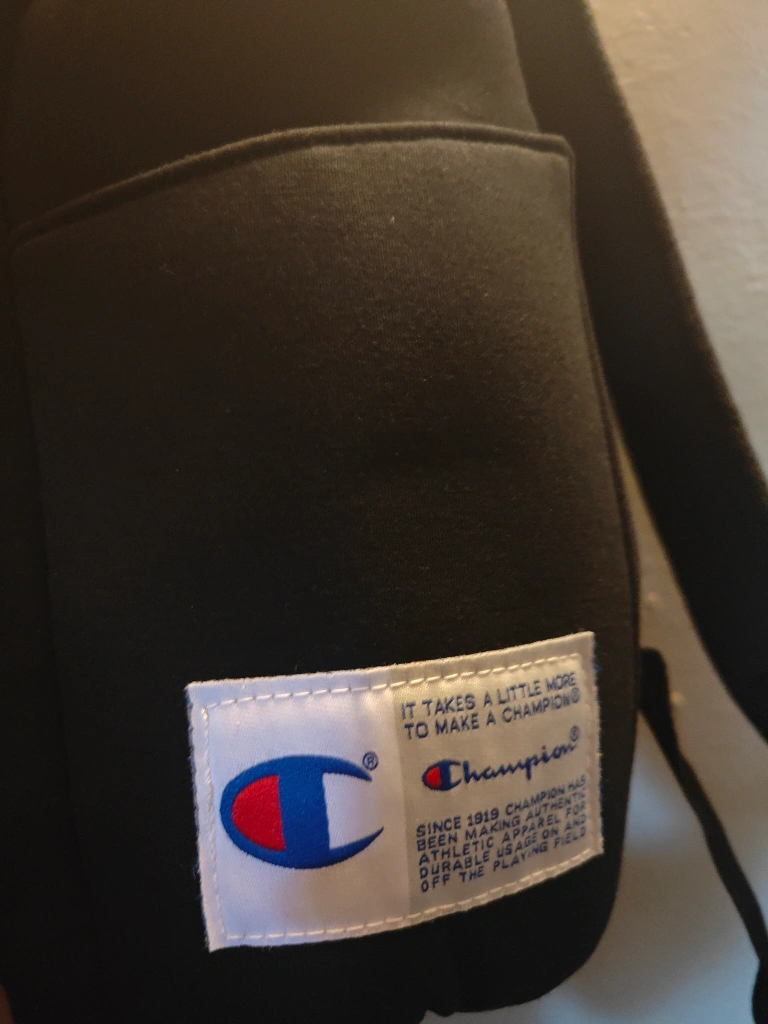 IT TAKES A LITTLE MORE
TO MAKE A CHAMPION®
Champion®
SINCE 1919 CHAMPION HAS
BEEN MAKING AUTHENTIC
ATHLETIC APPAREL FOR
DURABLE USAGE ON AND
OFF THE PLAYING FIELD